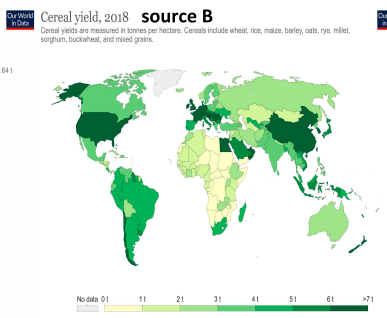 Our World
in Data
Cereal yield, 2018 source B
Cereal yields are measured in tonnes per hectare. Cereals include wheat, rice, maize, barley, oats, rye, millet,
sorghum, buckwheat, and mixed grains.
.64 t
No data 0 t 1 t 2 t 3 t 4 t 5 t 6 t >7 t